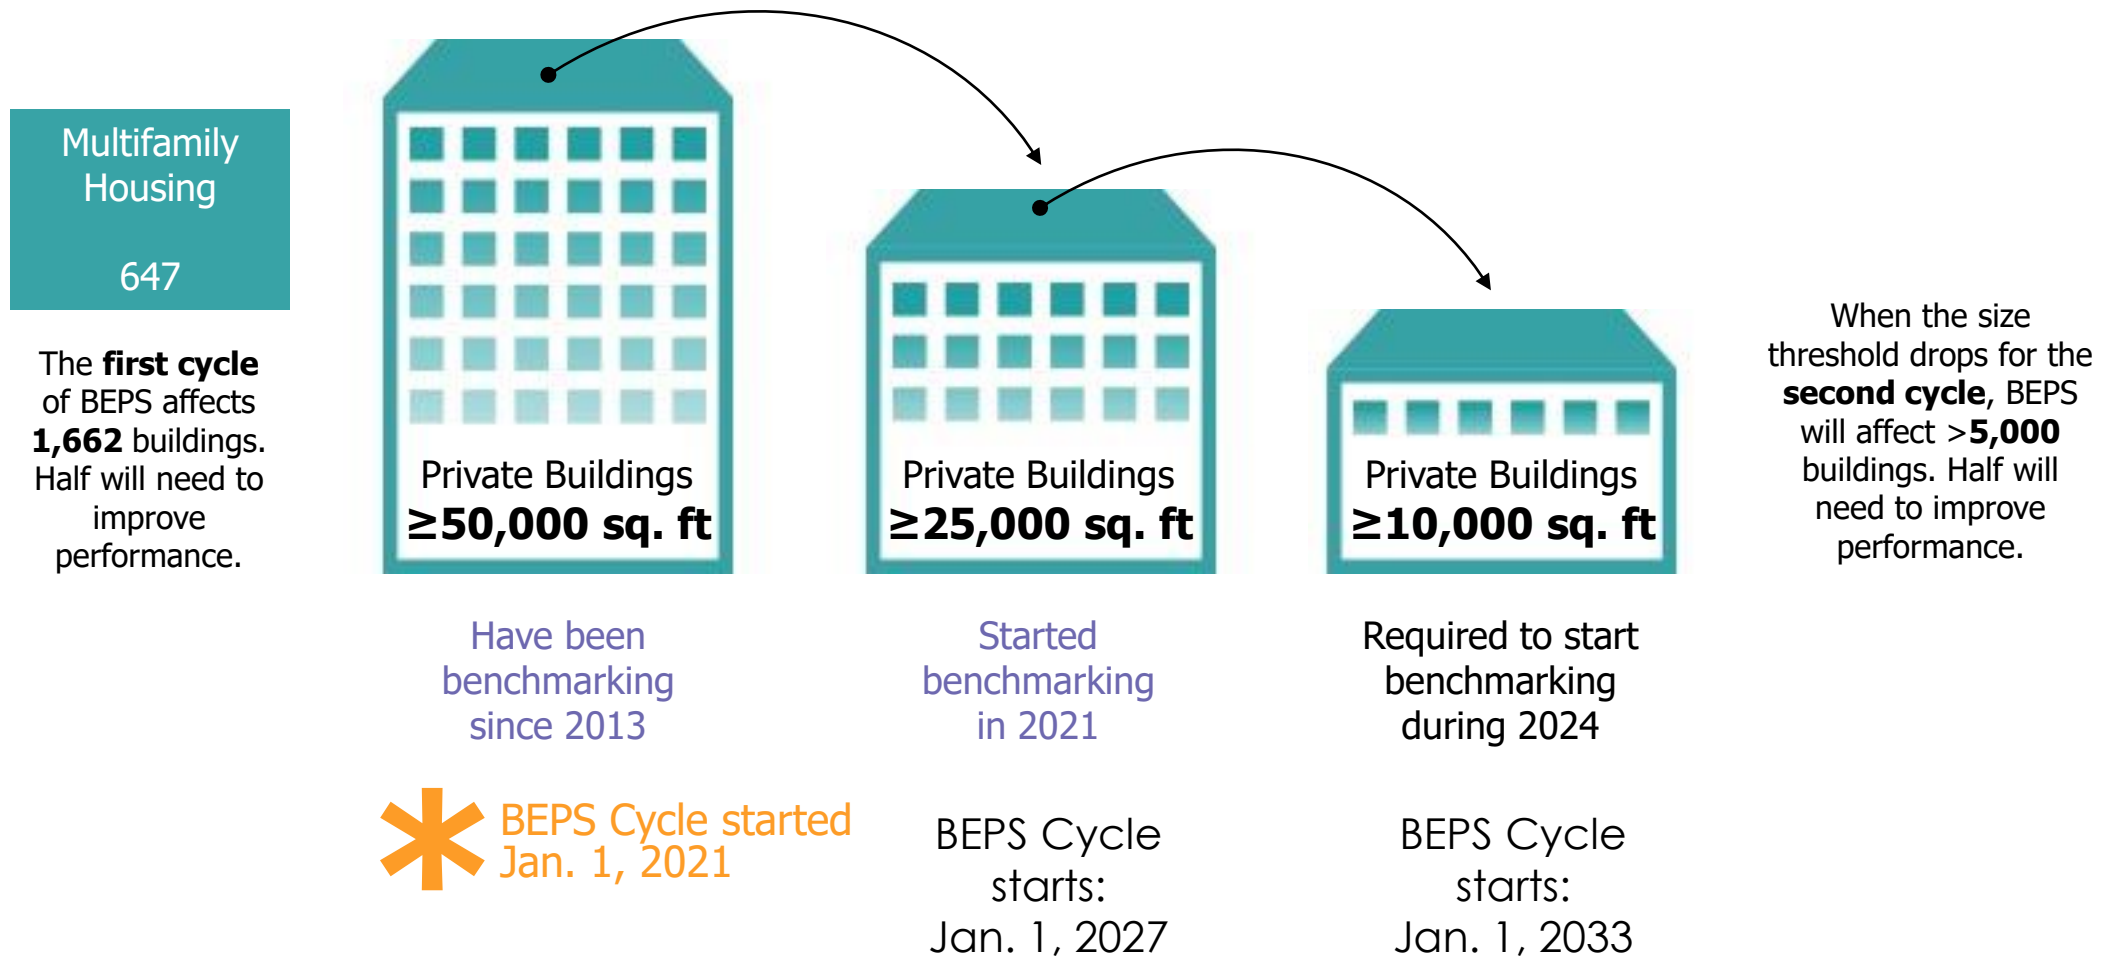 Multifamily
Housing
647
The first cycle
of BEPS affects
1,662 buildings.
Half will need to
improve
performance.
Private Buildings
≥50,000 sq. ft
Have been
benchmarking
since 2013
BEPS Cycle started
Jan. 1, 2021
Private Buildings
≥25,000 sq. ft
Started
benchmarking
in 2021
BEPS Cycle
starts:
Jan. 1, 2027
Private Buildings
≥10,000 sq. ft
Required to start
benchmarking
during 2024
BEPS Cycle
starts:
Jan. 1, 2033
When the size
threshold drops for the
second cycle, BEPS
will affect >5,000
buildings. Half will
need to improve
performance.